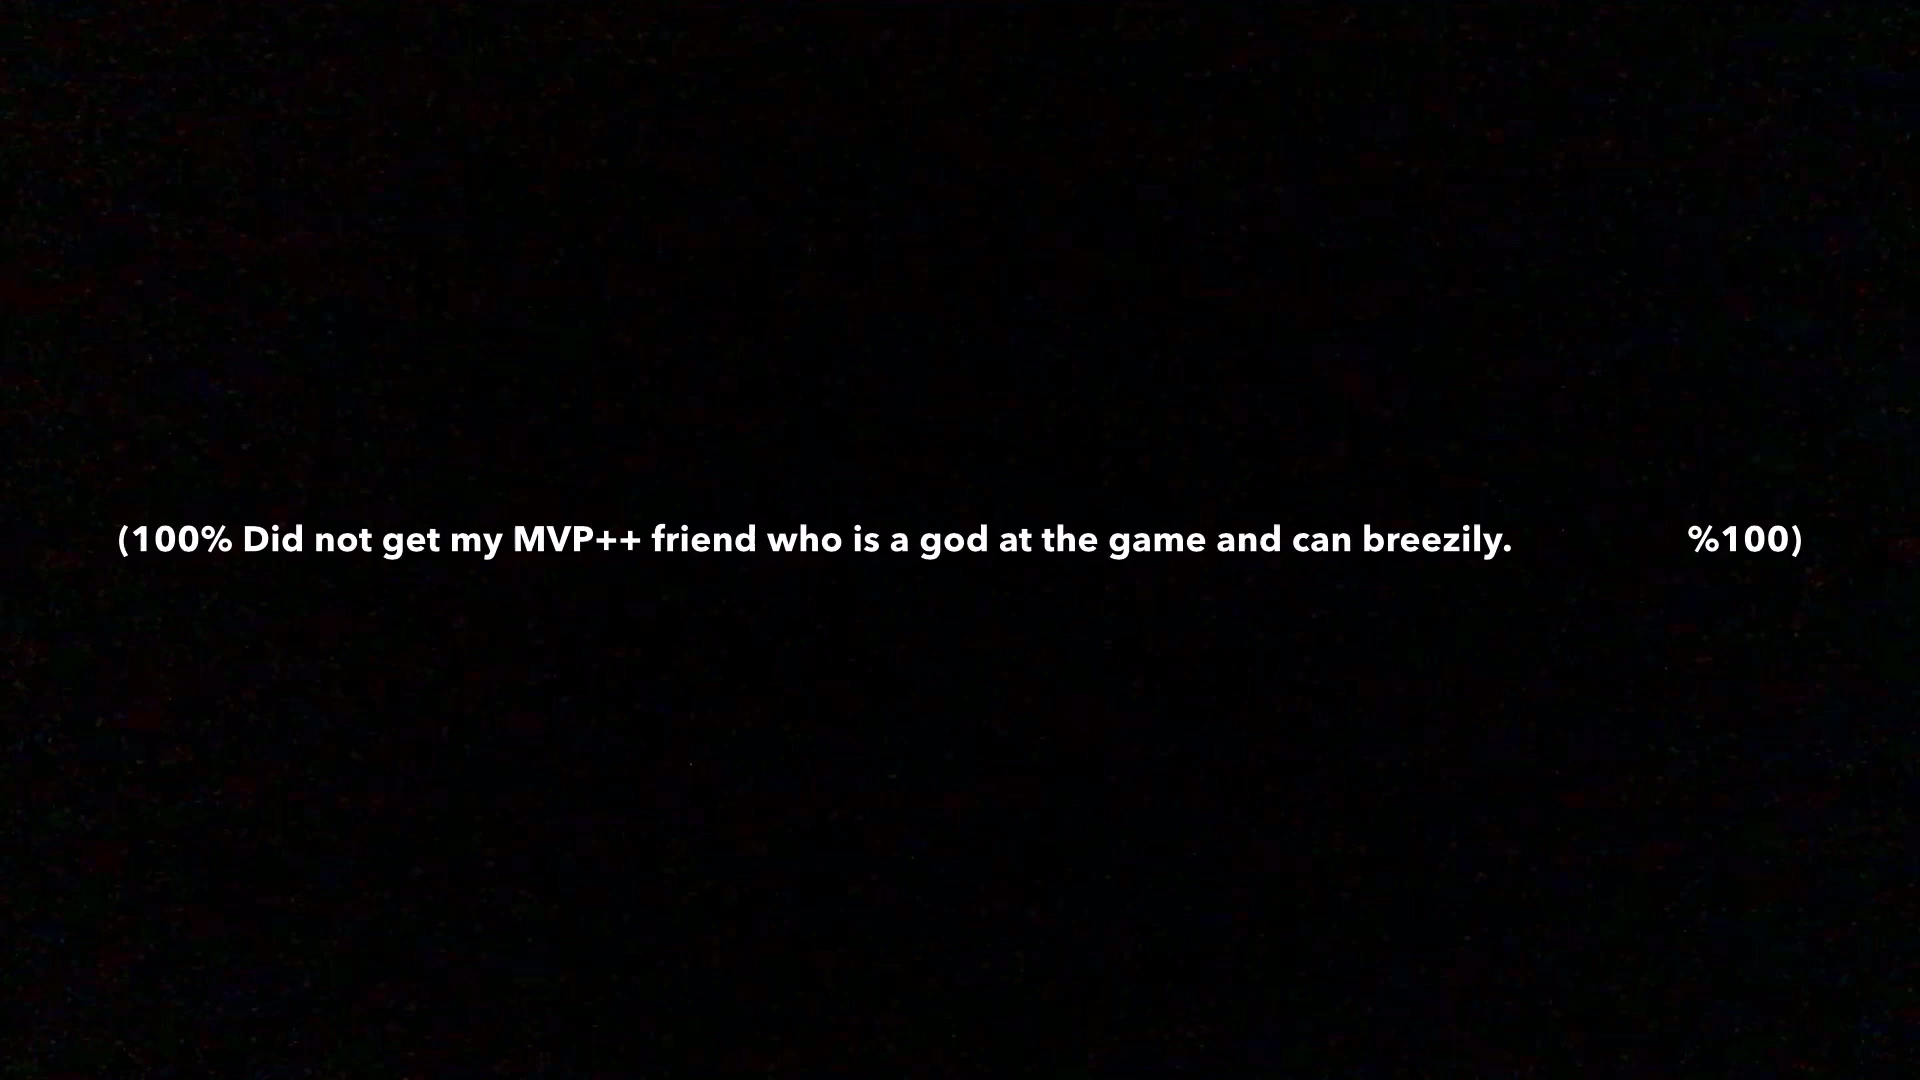 (100% Did not get my MVP++ friend who is a god at the game and can breezily. %100)